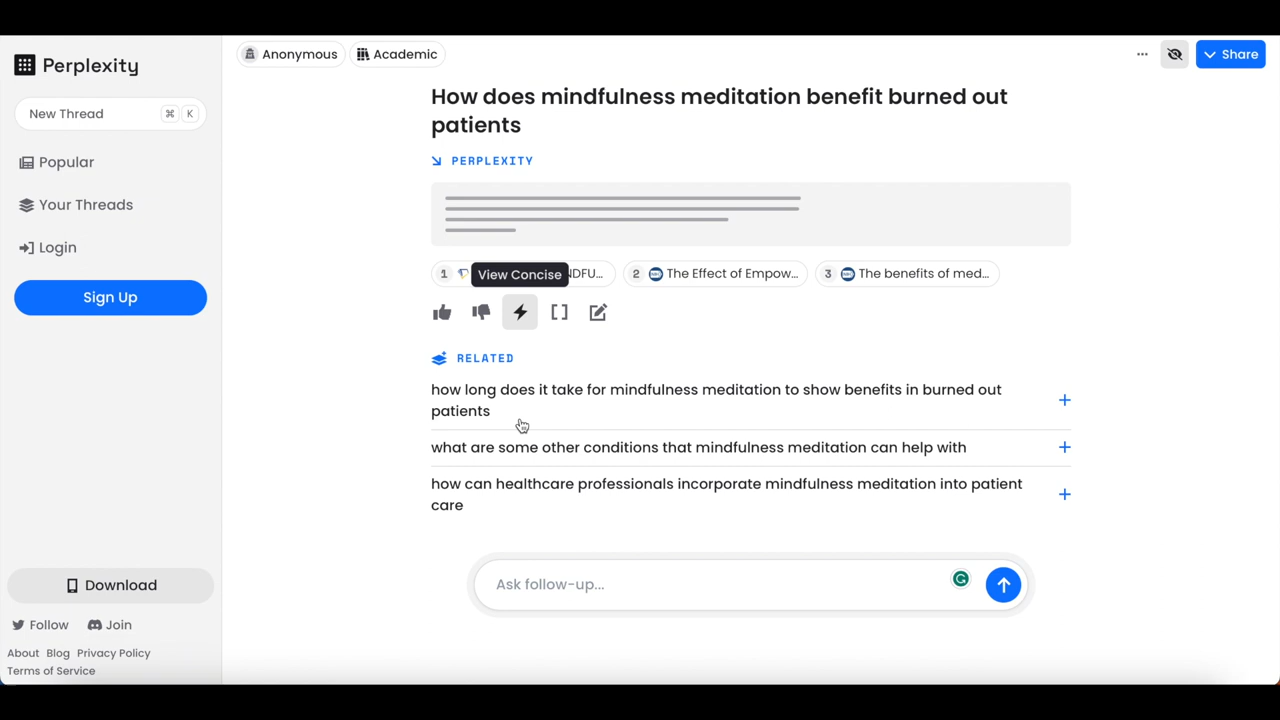 Perplexity
New Thread ⌘ K
Popular
Your Threads
Login
Sign Up
Download
Follow Join
About Blog Privacy Policy
Terms of Service
Anonymous Academic
Share
How does mindfulness meditation benefit burned out
patients
PERPLEXITY
1 NDFU... 2 The Effect of Empow... 3 The benefits of med...
View Concise
RELATED
how long does it take for mindfulness meditation to show benefits in burned out
patients
what are some other conditions that mindfulness meditation can help with
how can healthcare professionals incorporate mindfulness meditation into patient
care
Ask follow-up...